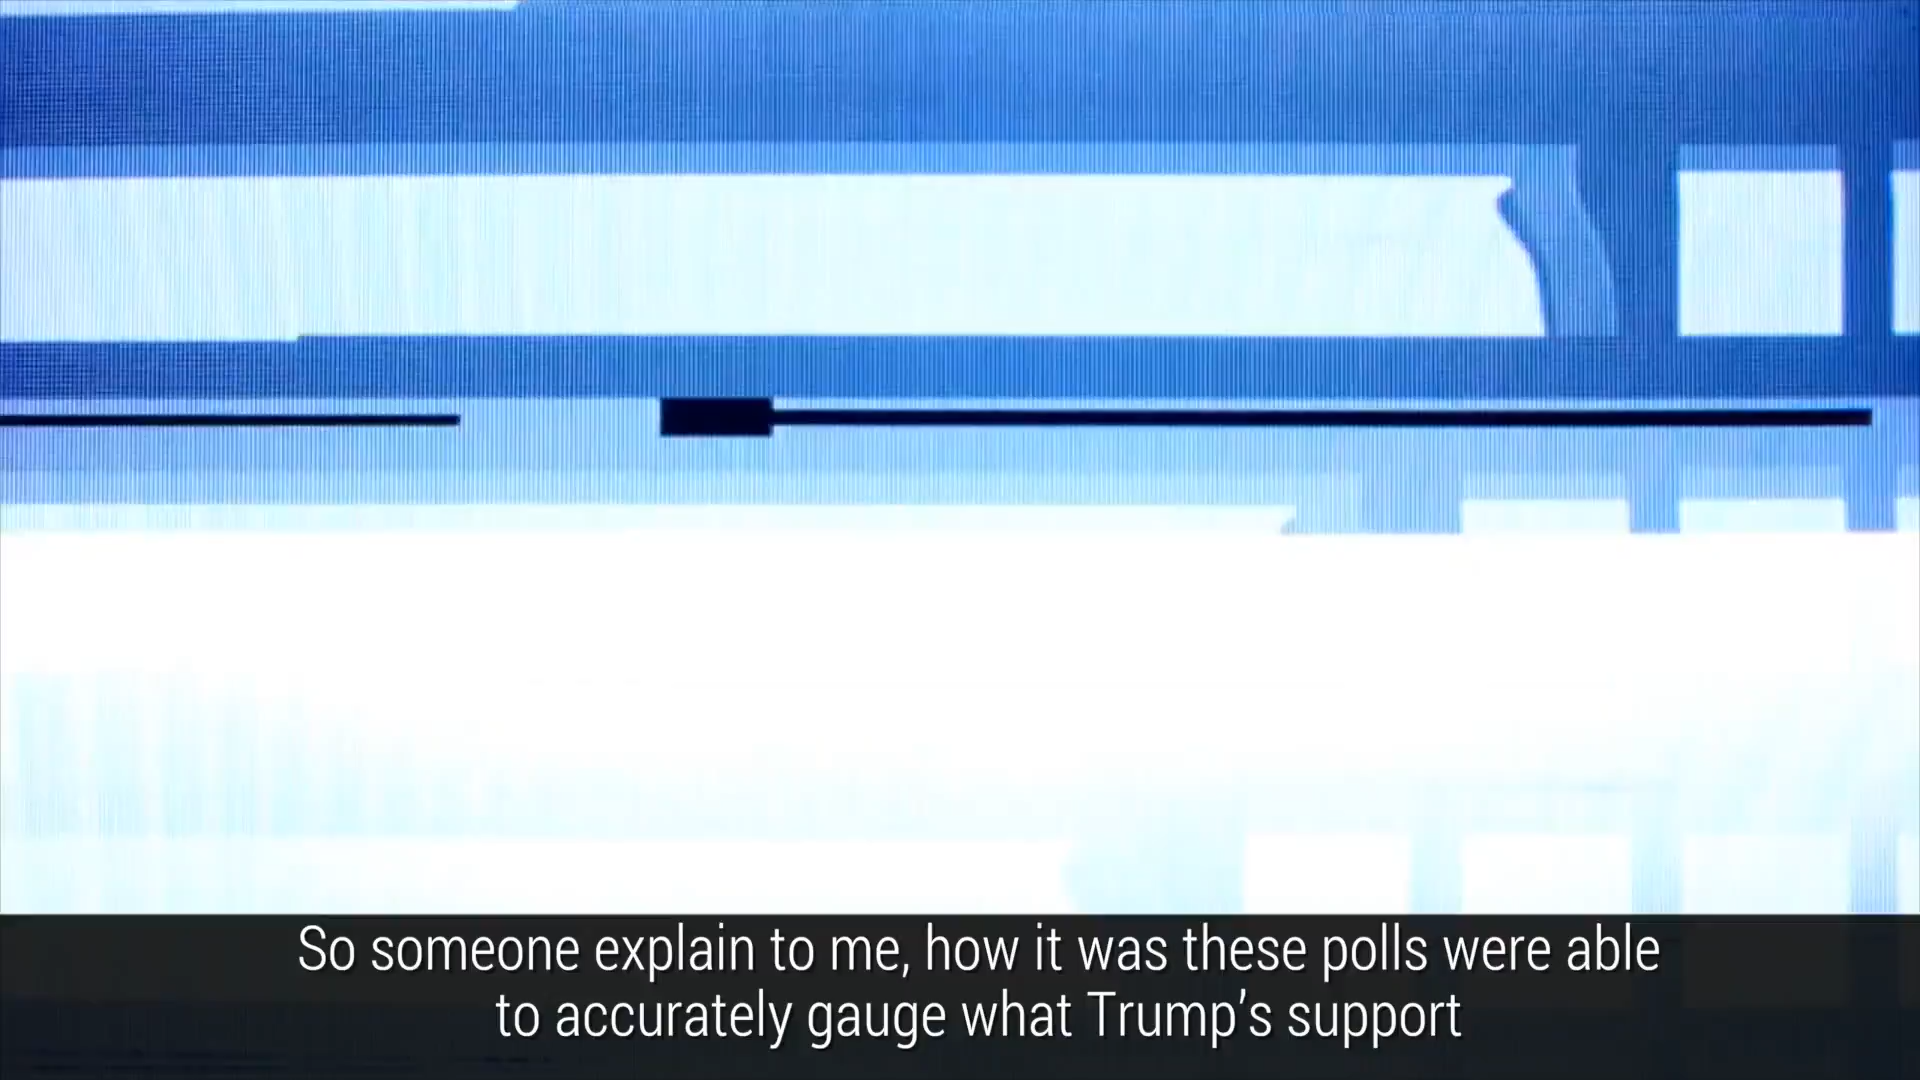 So someone explain to me, how it was these polls were able
to accurately gauge what Trump’s support